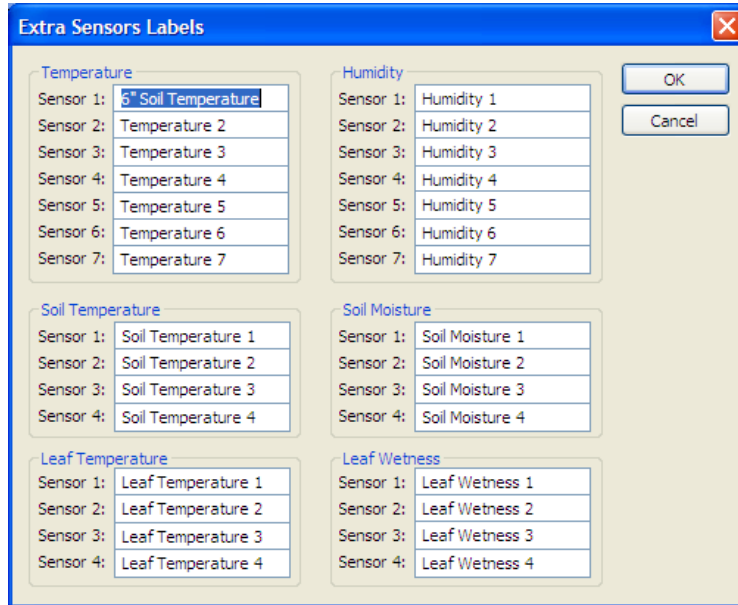 Extra Sensors Labels
Temperature
Sensor 1: 6" Soil Temperature
Sensor 2: Temperature 2
Sensor 3: Temperature 3
Sensor 4: Temperature 4
Sensor 5: Temperature 5
Sensor 6: Temperature 6
Sensor 7: Temperature 7
Humidity
Sensor 1: Humidity 1
Sensor 2: Humidity 2
Sensor 3: Humidity 3
Sensor 4: Humidity 4
Sensor 5: Humidity 5
Sensor 6: Humidity 6
Sensor 7: Humidity 7
OK
Cancel
Soil Temperature
Sensor 1: Soil Temperature 1
Sensor 2: Soil Temperature 2
Sensor 3: Soil Temperature 3
Sensor 4: Soil Temperature 4
Soil Moisture
Sensor 1: Soil Moisture 1
Sensor 2: Soil Moisture 2
Sensor 3: Soil Moisture 3
Sensor 4: Soil Moisture 4
Leaf Temperature
Sensor 1: Leaf Temperature 1
Sensor 2: Leaf Temperature 2
Sensor 3: Leaf Temperature 3
Sensor 4: Leaf Temperature 4
Leaf Wetness
Sensor 1: Leaf Wetness 1
Sensor 2: Leaf Wetness 2
Sensor 3: Leaf Wetness 3
Sensor 4: Leaf Wetness 4